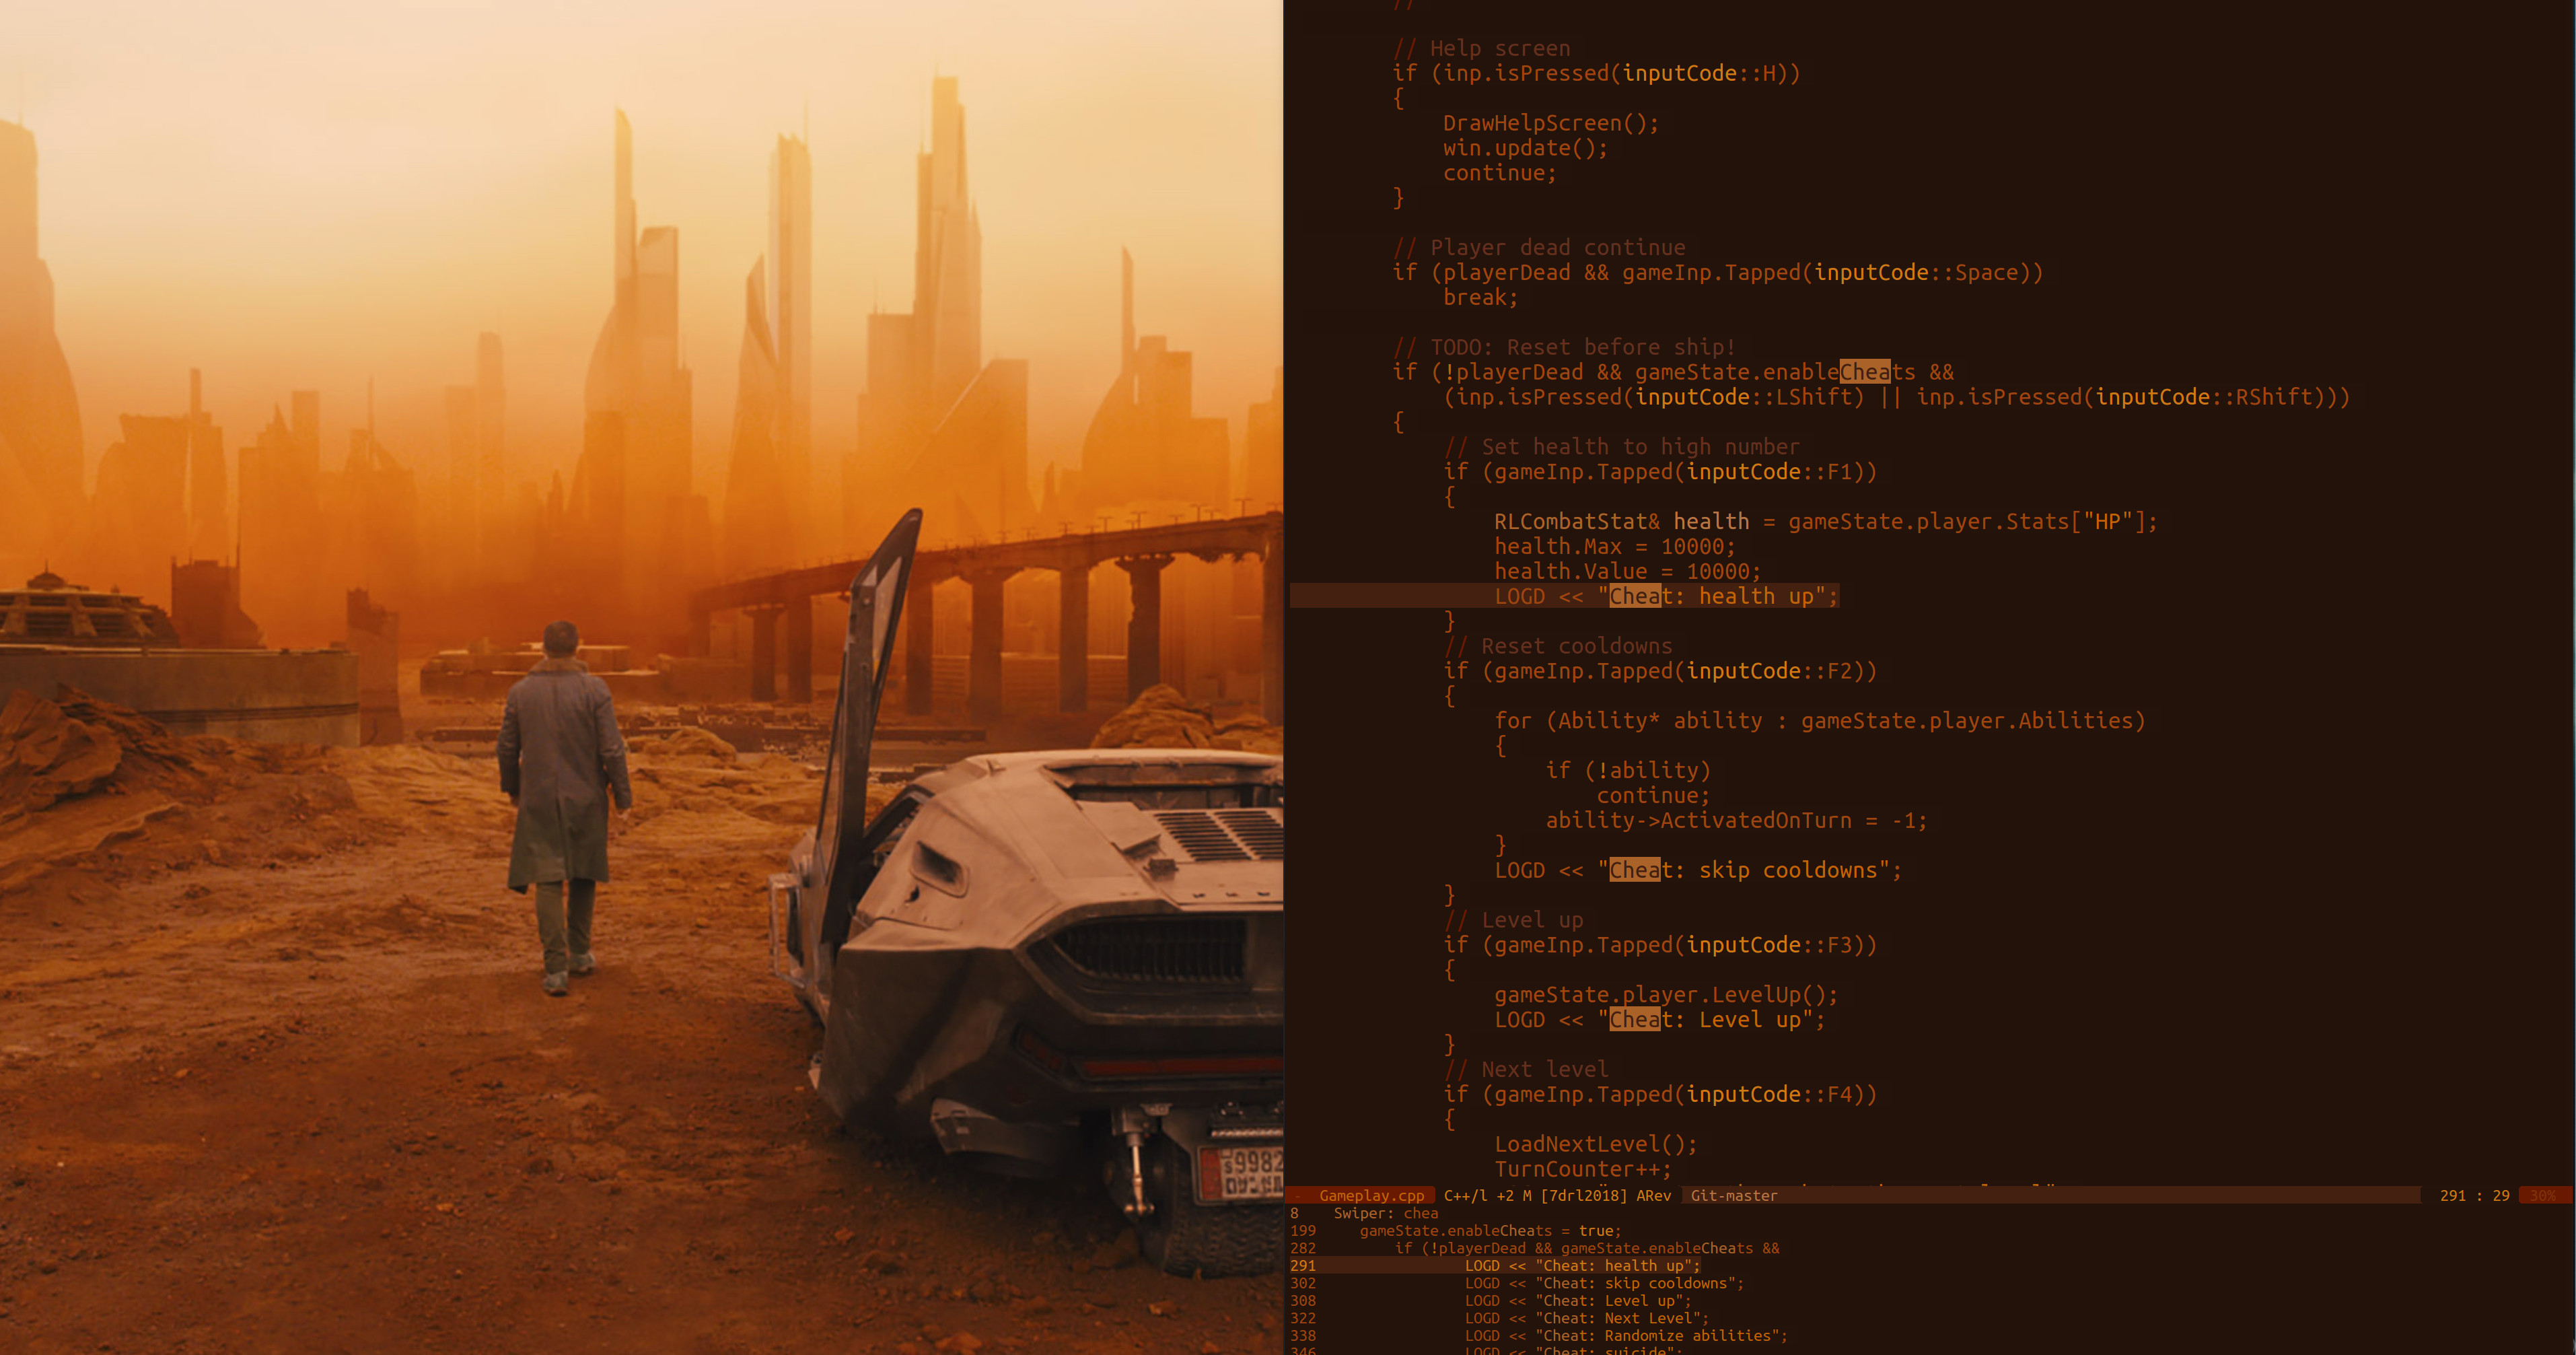 9982
//
// Help screen
if (inp.isPressed(inputCode::H))
{
DrawHelpScreen();
win.update();
continue;
}
// Player dead continue
if (playerDead && gameInp.Tapped(inputCode::Space))
break;
// TODO: Reset before ship!
if (!playerDead && gameState.enableCheats &&
(inp.isPressed(inputCode::LShift) || inp.isPressed(inputCode::RShift)))
{
// Set health to high number
if (gameInp.Tapped(inputCode::F1))
{
RLCombatStat& health = gameState.player.Stats["HP"];
health.Max = 10000;
health.Value = 10000;
LOGD << "Cheat: health up";
}
// Reset cooldowns
if (gameInp.Tapped(inputCode::F2))
{
for (Ability* ability : gameState.player.Abilities)
{
if (!ability)
continue;
ability->ActivatedOnTurn = -1;
}
LOGD << "Cheat: skip cooldowns";
}
// Level up
if (gameInp.Tapped(inputCode::F3))
{
gameState.player.LevelUp();
LOGD << "Cheat: Level up";
}
// Next level
if (gameInp.Tapped(inputCode::F4))
{
LoadNextLevel();
TurnCounter++;
- Gameplay.cpp C++/l +2 M [7drl2018] ARev Git-master 291 : 29 30%
8 Swiper: chea
199 gameState.enableCheats = true;
282 if (!playerDead && gameState.enableCheats &&
291 LOGD << "Cheat: health up";
302 LOGD << "Cheat: skip cooldowns";
308 LOGD << "Cheat: Level up";
322 LOGD << "Cheat: Next Level";
338 LOGD << "Cheat: Randomize abilities";
346 LOGD << "Cheat: suicide";